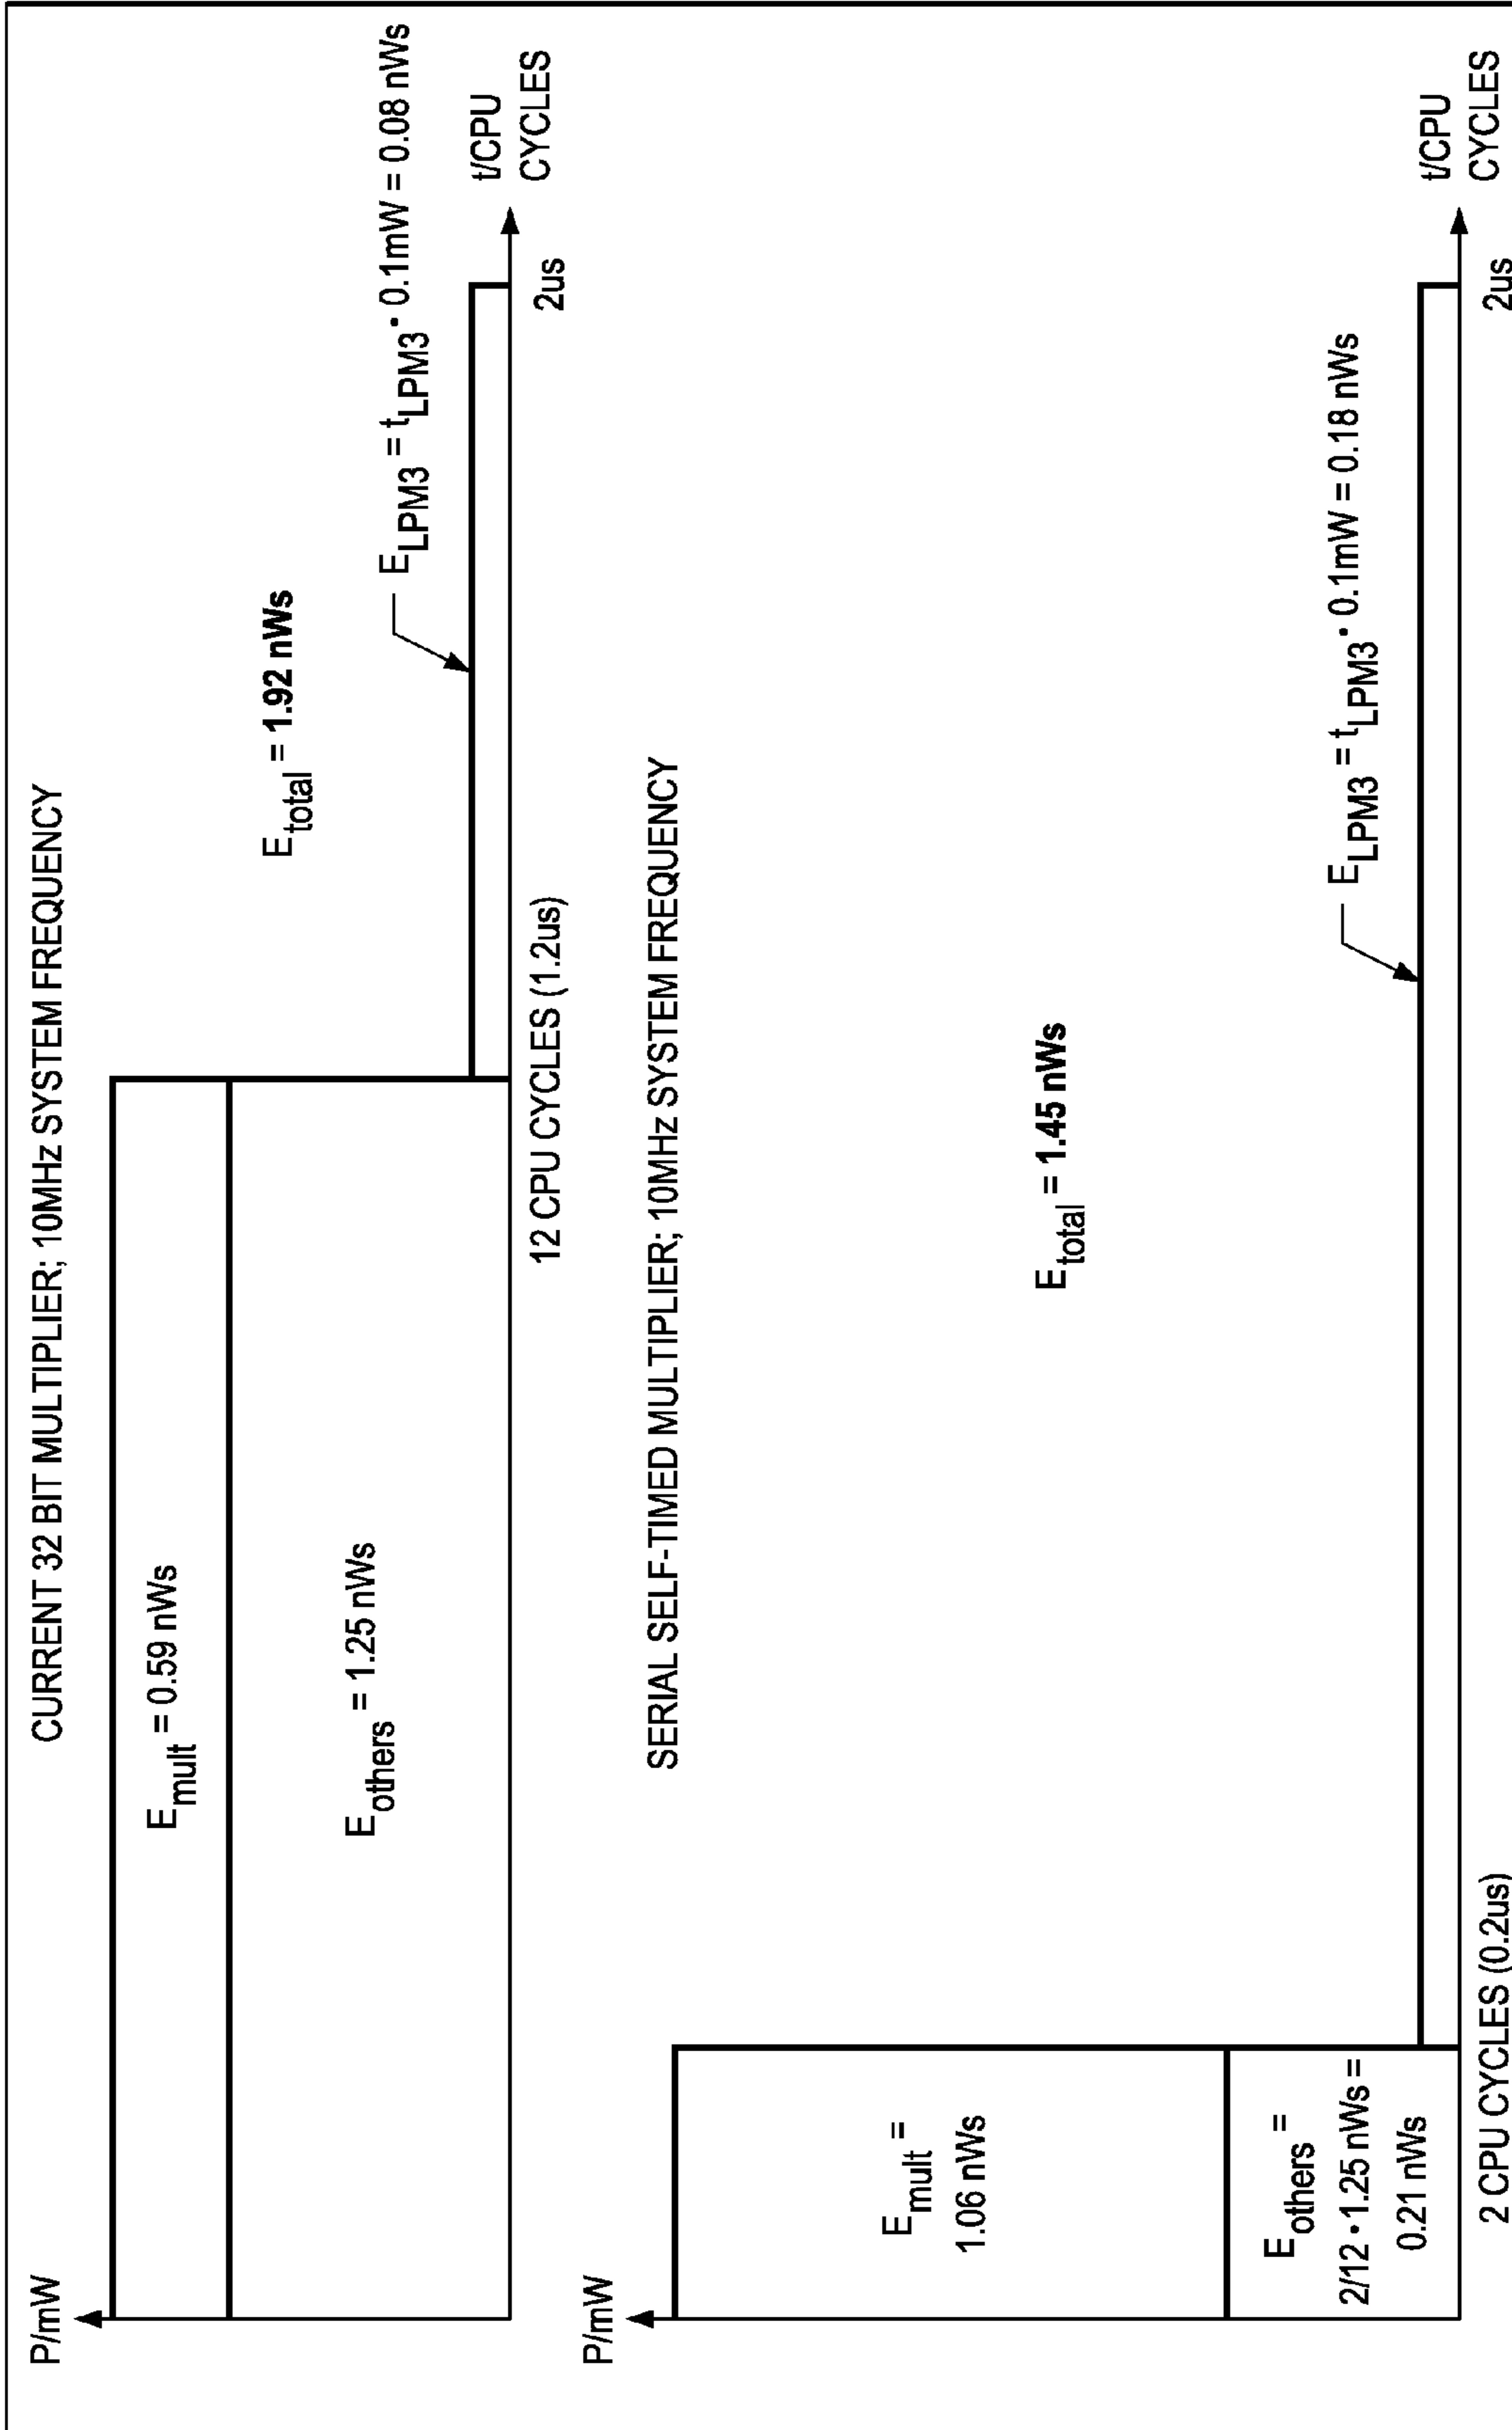 CURRENT 32 BIT MULTIPLIER; 10MHz SYSTEM FREQUENCY
P/mW
E_mult = 0.59 nWs
E_others = 1.25 nWs
E_total = 1.92 nWs
E_LPM3 = t_LPM3 • 0.1mW = 0.08 nWs
t/CPU
CYCLES
12 CPU CYCLES (1.2us)
2us
SERIAL SELF-TIMED MULTIPLIER; 10MHz SYSTEM FREQUENCY
P/mW
E_mult =
1.06 nWs
E_others =
2/12 • 1.25 nWs =
0.21 nWs
E_total = 1.45 nWs
E_LPM3 = t_LPM3 • 0.1mW = 0.18 nWs
t/CPU
CYCLES
2 CPU CYCLES (0.2us)
2us